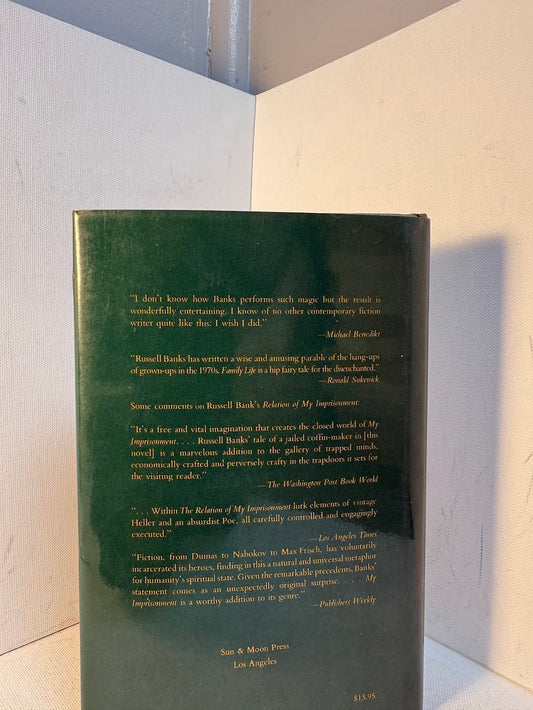 "I don't know how Banks performs such magic but the result is
wonderfully entertaining. I know of no other contemporary fiction
writer quite like this: I wish I did."
—Michael Benedikt
"Russell Banks has written a wise and amusing parable of the hang-ups
of grown-ups in the 1970s. Family Life is a hip fairy tale for the disenchanted."
—Ronald Sukenick
Some comments on Russell Bank's Relation of My Imprisonment:
"It's a free and vital imagination that creates the closed world of My
Imprisonment. . . . Russell Banks' tale of a jailed coffin-maker in [this
novel] is a marvelous addition to the gallery of trapped minds,
economically crafted and perversely crafty in the trapdoors it sets for
the visiting reader."
—The Washington Post Book World
". . . Within The Relation of My Imprisonment lurk elements of vintage
Heller and an absurdist Poe, all carefully controlled and engagingly
executed."
—Los Angeles Times
"Fiction, from Dumas to Nabokov to Max Frisch, has voluntarily
incarcerated its heroes, finding in this a natural and universal metaphor
for humanity's spiritual state. Given the remarkable precedents, Banks'
statement comes as an unexpectedly original surprise. . . . My
Imprisonment is a worthy addition to its genre."
—Publishers Weekly
Sun & Moon Press
Los Angeles
$13.95